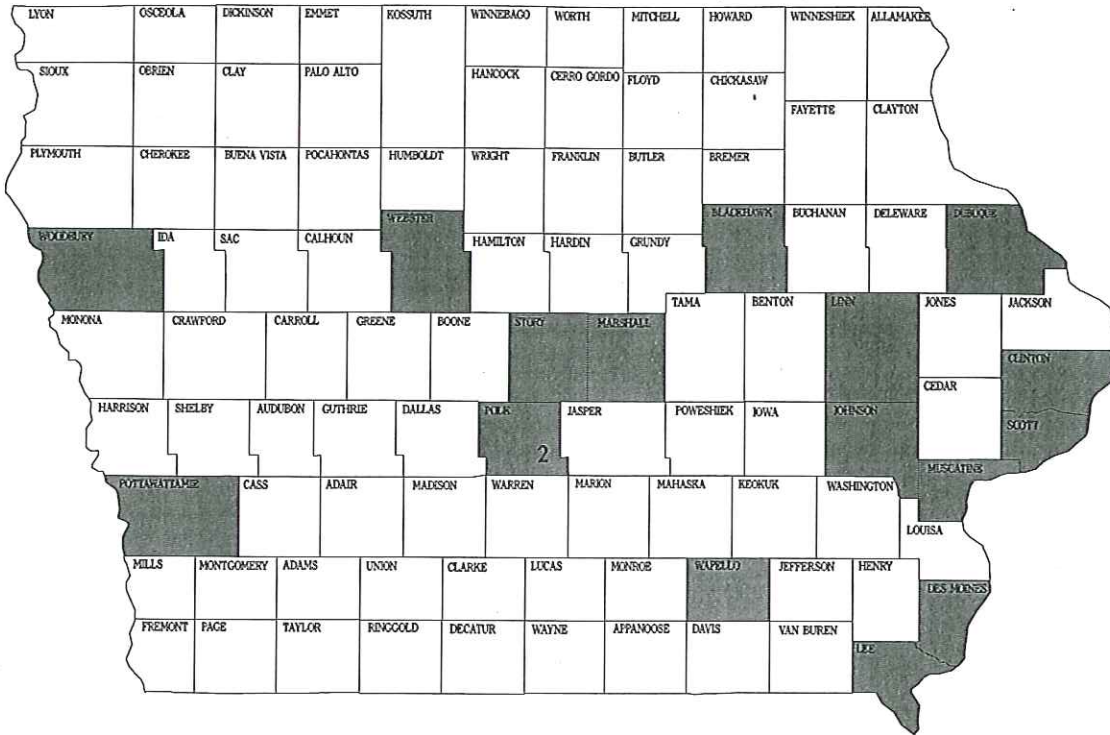 LYON OSCEOLA DICKINSON EMMET KOSSUTH WINNEBAGO WORTH MITCHELL HOWARD WINNESHIEK ALLAMAKEE
SIOUX OBRIEN CLAY PALO ALTO HANCOCK CERRO GORDO FLOYD CHICKASAW
FAYETTE CLAYTON
PLYMOUTH CHEROKEE BUENA VISTA POCAHONTAS HUMBOLDT WRIGHT FRANKLIN BUTLER BREMER
WEBSTER BLACKHAWK BUCHANAN DELEWARE DUBUQUE
WOODBURY IDA SAC CALHOUN HAMILTON HARDIN GRUNDY
TAMA BENTON LINN JONES JACKSON
MONONA CRAWFORD CARROLL GREENE BOONE STORY MARSHALL
CLINTON
CEDAR
HARRISON SHELBY AUDUBON GUTHRIE DALLAS POLK JASPER POWESHIEK IOWA JOHNSON
SCOTT
2
MUSCATINE
POTTAWATTAMIE CASS ADAIR MADISON WARREN MARION MAHASKA KEOKUK WASHINGTON
LOUISA
MILLS MONTGOMERY ADAMS UNION CLARKE LUCAS MONROE WAPELLO JEFFERSON HENRY
DES MOINES
FREMONT PAGE TAYLOR RINGGOLD DECATUR WAYNE APPANOOSE DAVIS VAN BUREN
LEE